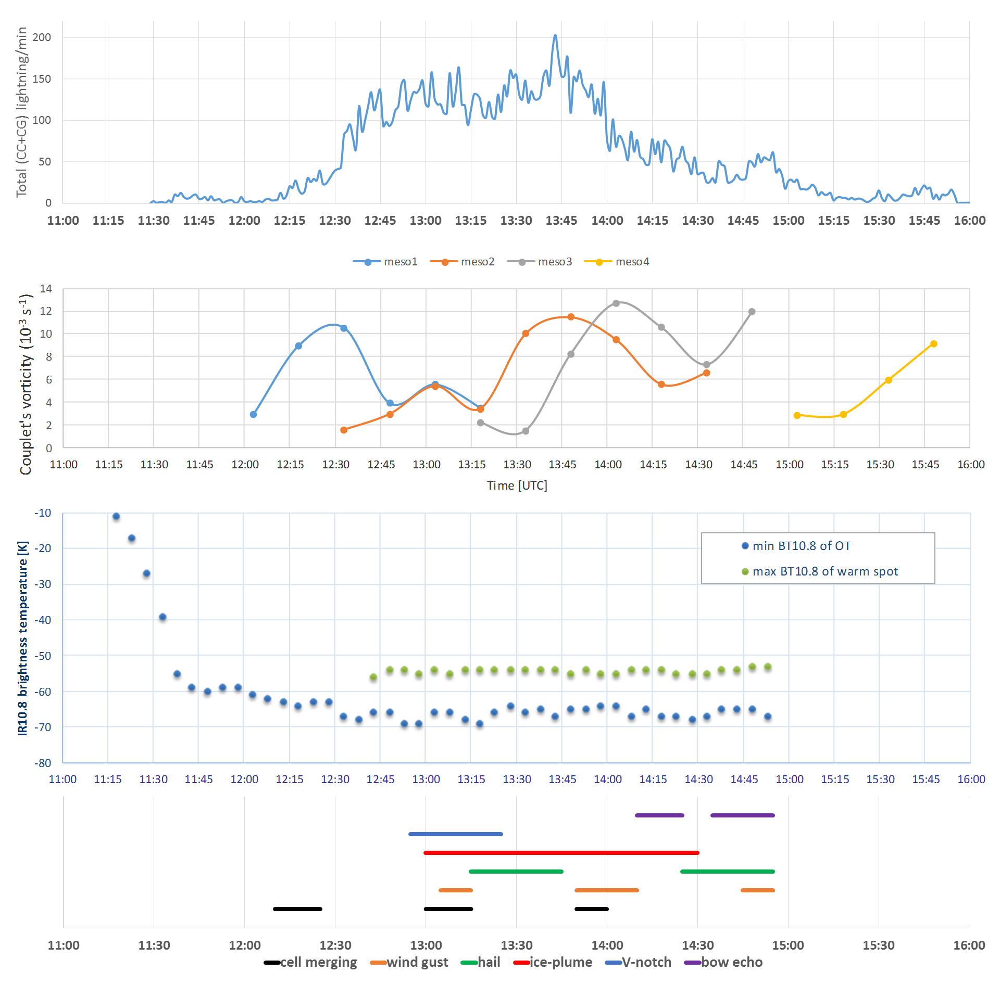 Total (CC+CG) lightning/min
200
150
100
50
0
11:00 11:15 11:30 11:45 12:00 12:15 12:30 12:45 13:00 13:15 13:30 13:45 14:00 14:15 14:30 14:45 15:00 15:15 15:30 15:45 16:00
meso1 meso2 meso3 meso4
Couplet's vorticity (10-3 s-1)
14
12
10
8
6
4
2
0
11:00 11:15 11:30 11:45 12:00 12:15 12:30 12:45 13:00 13:15 13:30 13:45 14:00 14:15 14:30 14:45 15:00 15:15 15:30 15:45 16:00
Time [UTC]
IR10.8 brightness temperature [K]
-10
-20
-30
-40
-50
-60
-70
-80
min BT10.8 of OT
max BT10.8 of warm spot
11:00 11:15 11:30 11:45 12:00 12:15 12:30 12:45 13:00 13:15 13:30 13:45 14:00 14:15 14:30 14:45 15:00 15:15 15:30 15:45 16:00
11:00 11:30 12:00 12:30 13:00 13:30 14:00 14:30 15:00 15:30 16:00
cell merging wind gust hail ice-plume V-notch bow echo